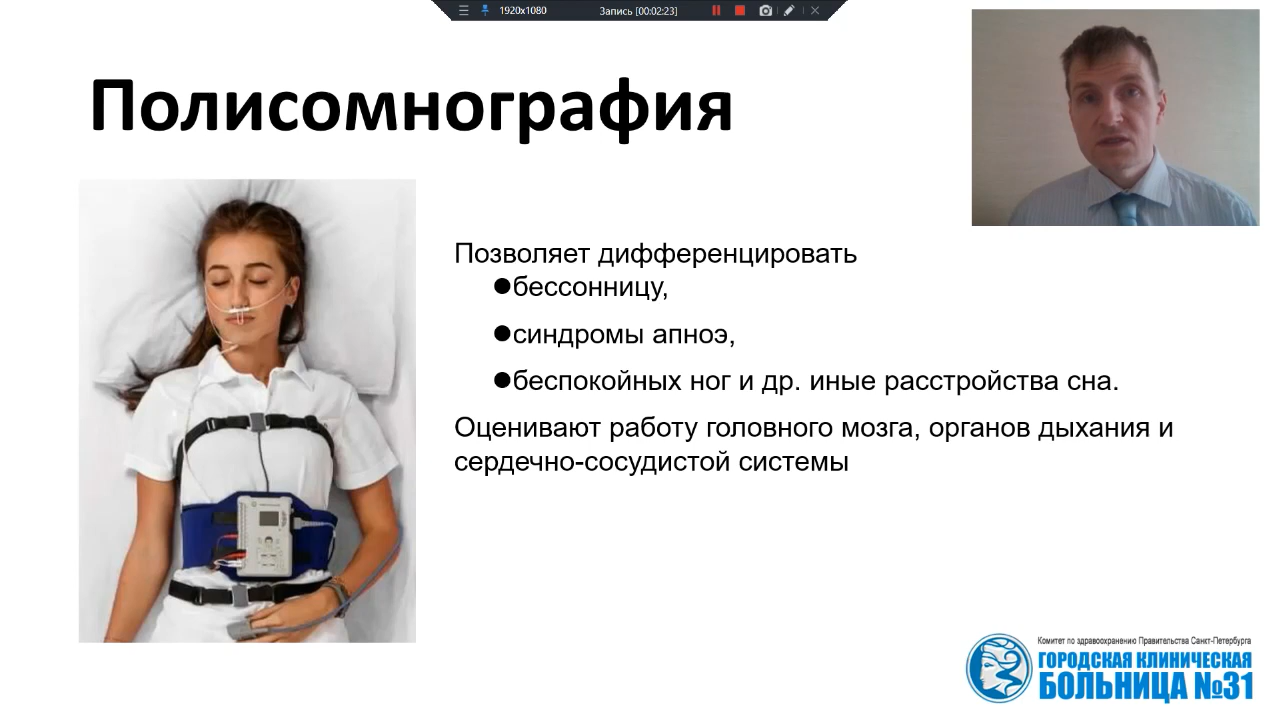 1920x1080 Запись [00:02:23]
Полисомнография
Позволяет дифференцировать
●бессонницу,
●синдромы апноэ,
●беспокойных ног и др. иные расстройства сна.
Оценивают работу головного мозга, органов дыхания и
сердечно-сосудистой системы
Комитет по здравоохранению Правительства Санкт-Петербурга
ГОРОДСКАЯ КЛИНИЧЕСКАЯ
БОЛЬНИЦА №31